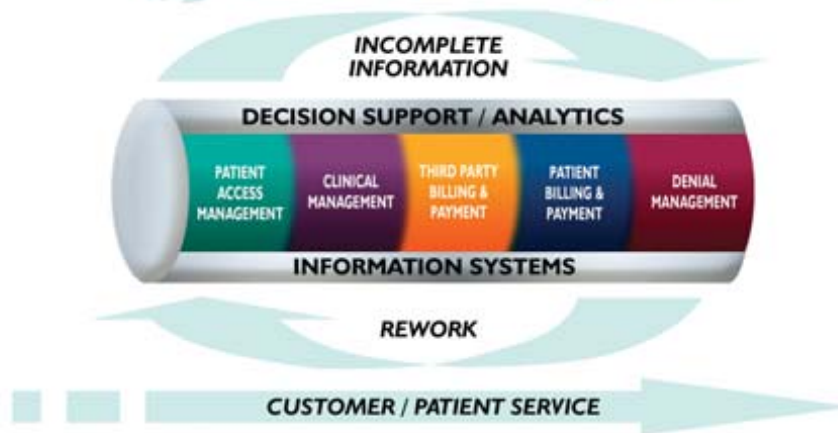 INCOMPLETE
INFORMATION
DECISION SUPPORT / ANALYTICS
PATIENT
ACCESS
MANAGEMENT
CLINICAL
MANAGEMENT
THIRD PARTY
BILLING &
PAYMENT
PATIENT
BILLING &
PAYMENT
DENIAL
MANAGEMENT
INFORMATION SYSTEMS
REWORK
CUSTOMER / PATIENT SERVICE